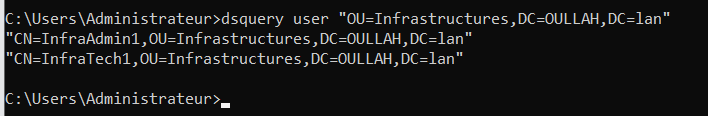 C:\Users\Administrateur>dsquery user "OU=Infrastructures,DC=OULLAH,DC=lan"
"CN=InfraAdmin1,OU=Infrastructures,DC=OULLAH,DC=lan"
"CN=InfraTech1,OU=Infrastructures,DC=OULLAH,DC=lan"
C:\Users\Administrateur>